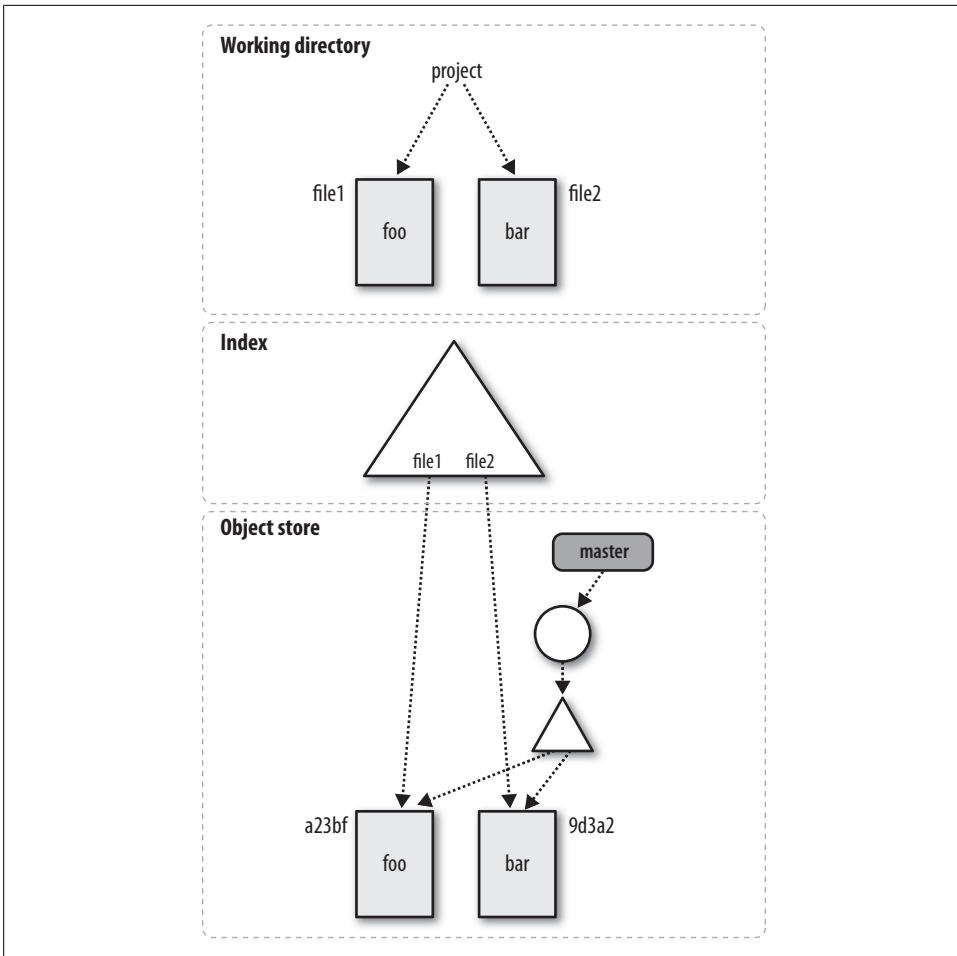 Working directory
project
file1
foo
bar
file2
Index
file1
file2
Object store
master
a23bf
foo
bar
9d3a2